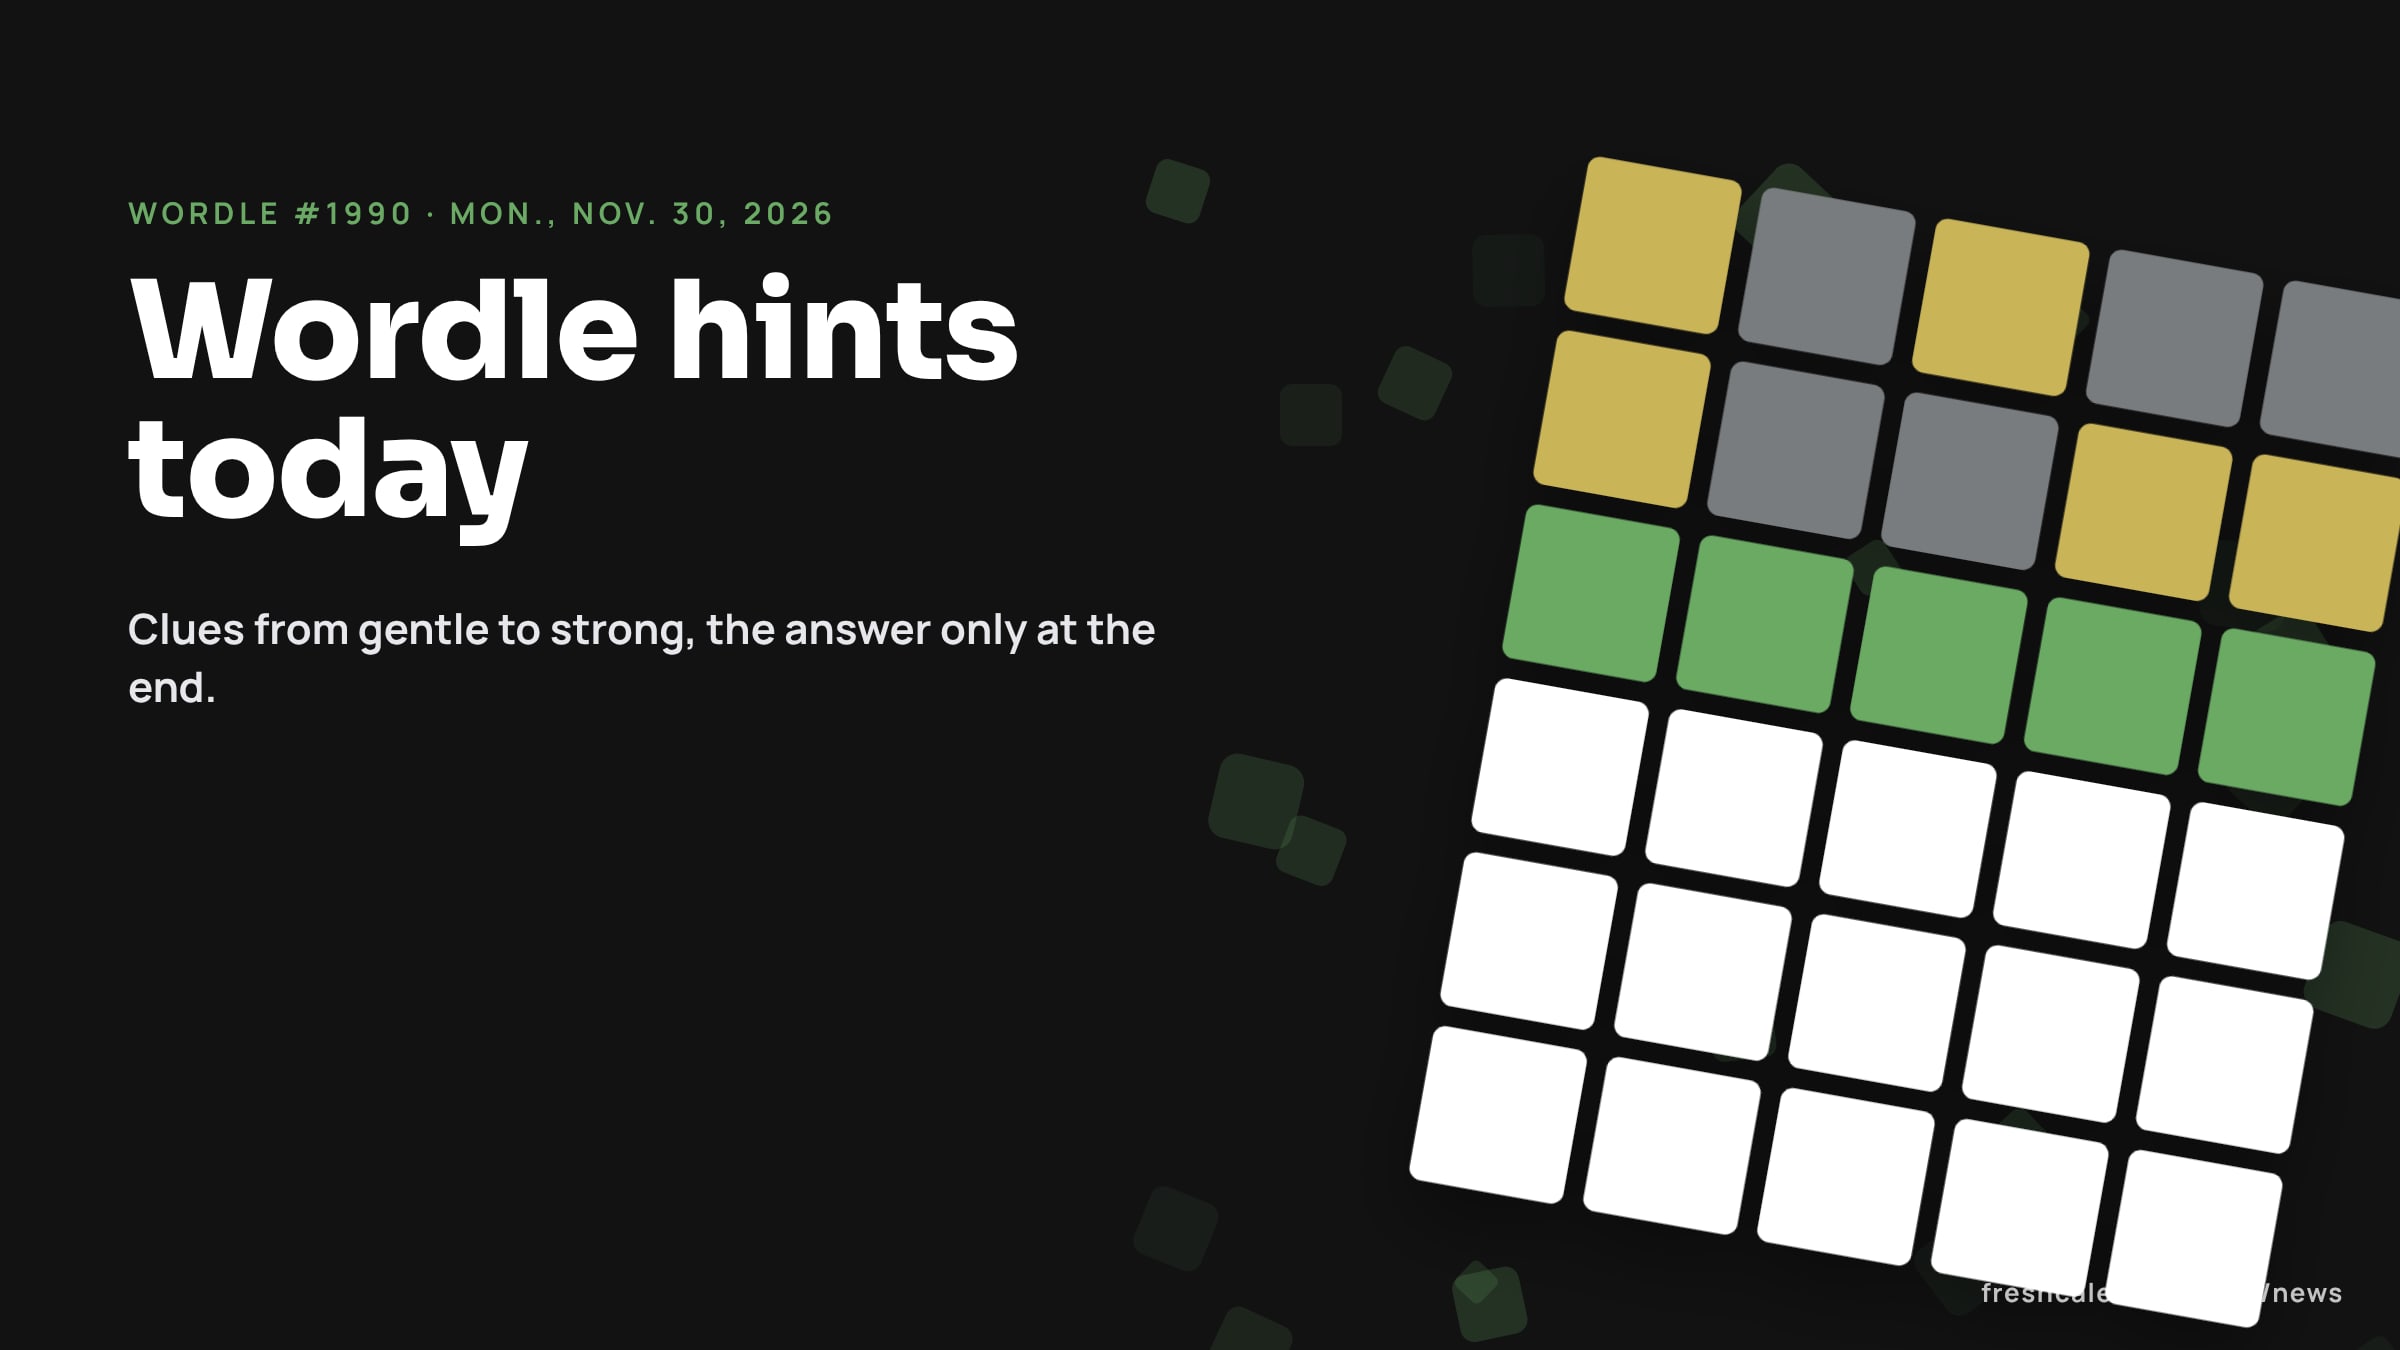 WORDLE #1990 · MON., NOV. 30, 2026
Wordle hints
today
Clues from gentle to strong, the answer only at the
end.
/news